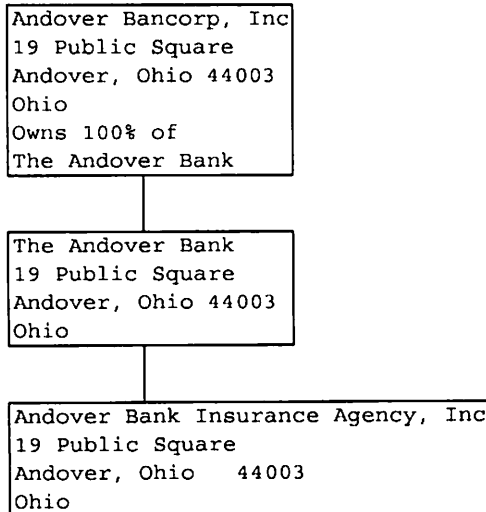 Andover Bancorp, Inc
19 Public Square
Andover, Ohio 44003
Ohio
Owns 100% of
The Andover Bank
The Andover Bank
19 Public Square
Andover, Ohio 44003
Ohio
Andover Bank Insurance Agency, Inc
19 Public Square
Andover, Ohio 44003
Ohio